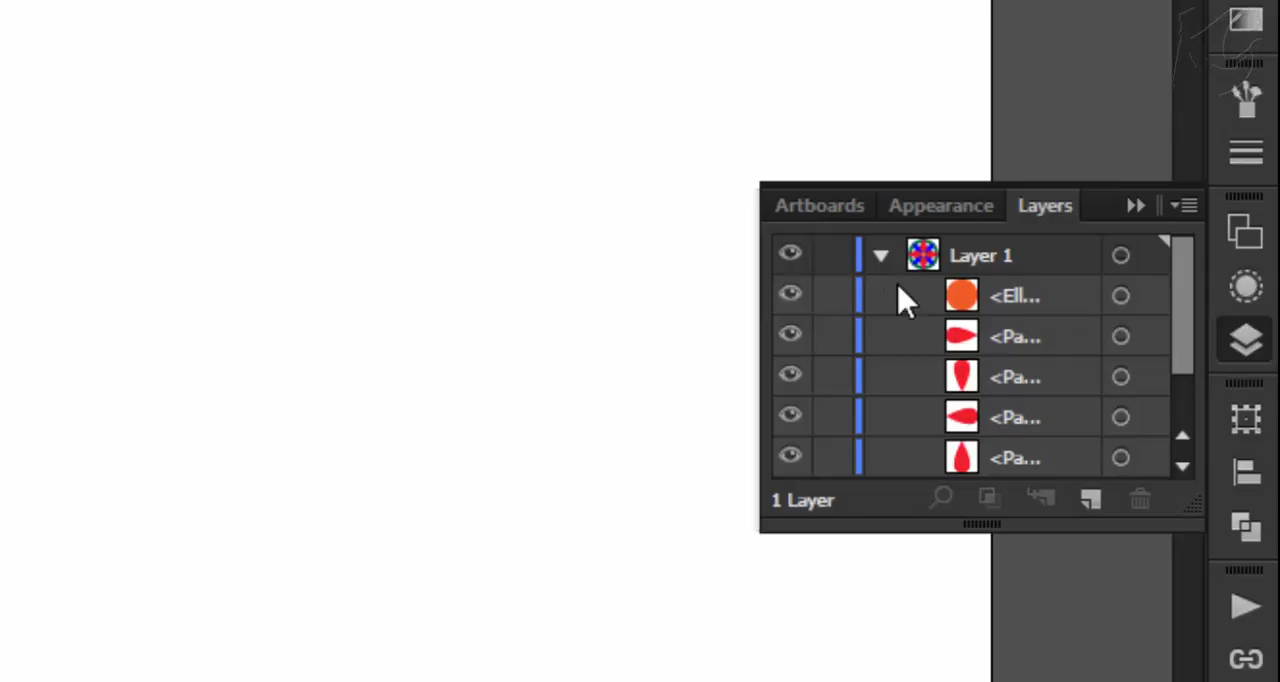 Artboards Appearance Layers
Layer 1
<Ell...
<Pa...
<Pa...
<Pa...
<Pa...
1 Layer